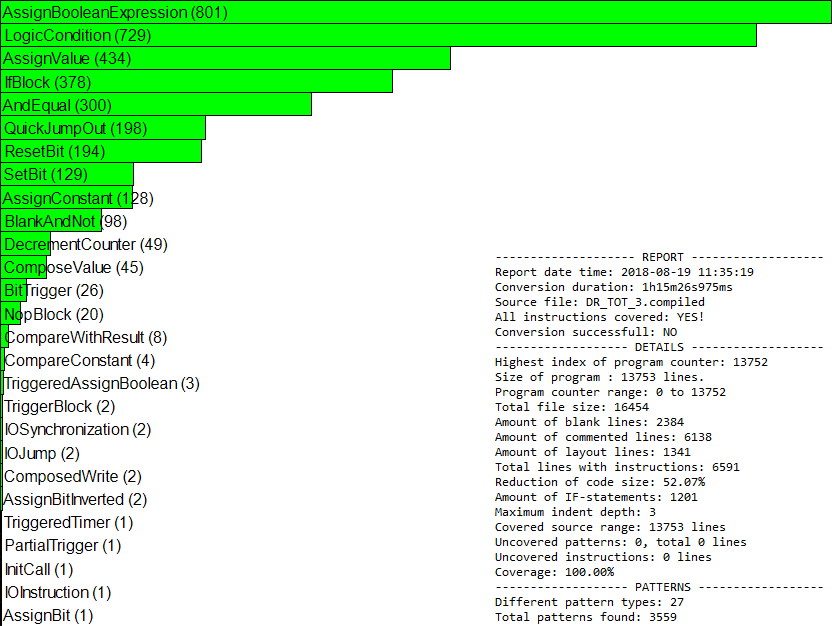 AssignBooleanExpression (801)
LogicCondition (729)
AssignValue (434)
IfBlock (378)
AndEqual (300)
QuickJumpOut (198)
ResetBit (194)
SetBit (129)
AssignConstant (128)
BlankAndNot (98)
DecrementCounter (49)
ComposeValue (45)
BitTrigger (26)
NopBlock (20)
CompareWithResult (8)
CompareConstant (4)
TriggeredAssignBoolean (3)
TriggerBlock (2)
IOSynchronization (2)
IOJump (2)
ComposedWrite (2)
AssignBitInverted (2)
TriggeredTimer (1)
PartialTrigger (1)
InitCall (1)
IOInstruction (1)
AssignBit (1)
-------------------- REPORT -------------------
Report date time: 2018-08-19 11:35:19
Conversion duration: 1h15m26s975ms
Source file: DR_TOT_3.compiled
All instructions covered: YES!
Conversion successfull: NO
------------------- DETAILS -------------------
Highest index of program counter: 13752
Size of program : 13753 lines.
Program counter range: 0 to 13752
Total file size: 16454
Amount of blank lines: 2384
Amount of commented lines: 6138
Amount of layout lines: 1341
Total lines with instructions: 6591
Reduction of code size: 52.07%
Amount of IF-statements: 1201
Maximum indent depth: 3
Covered source range: 13753 lines
Uncovered patterns: 0, total 0 lines
Uncovered instructions: 0 lines
Coverage: 100.00%
------------------- PATTERNS ------------------
Different pattern types: 27
Total patterns found: 3559